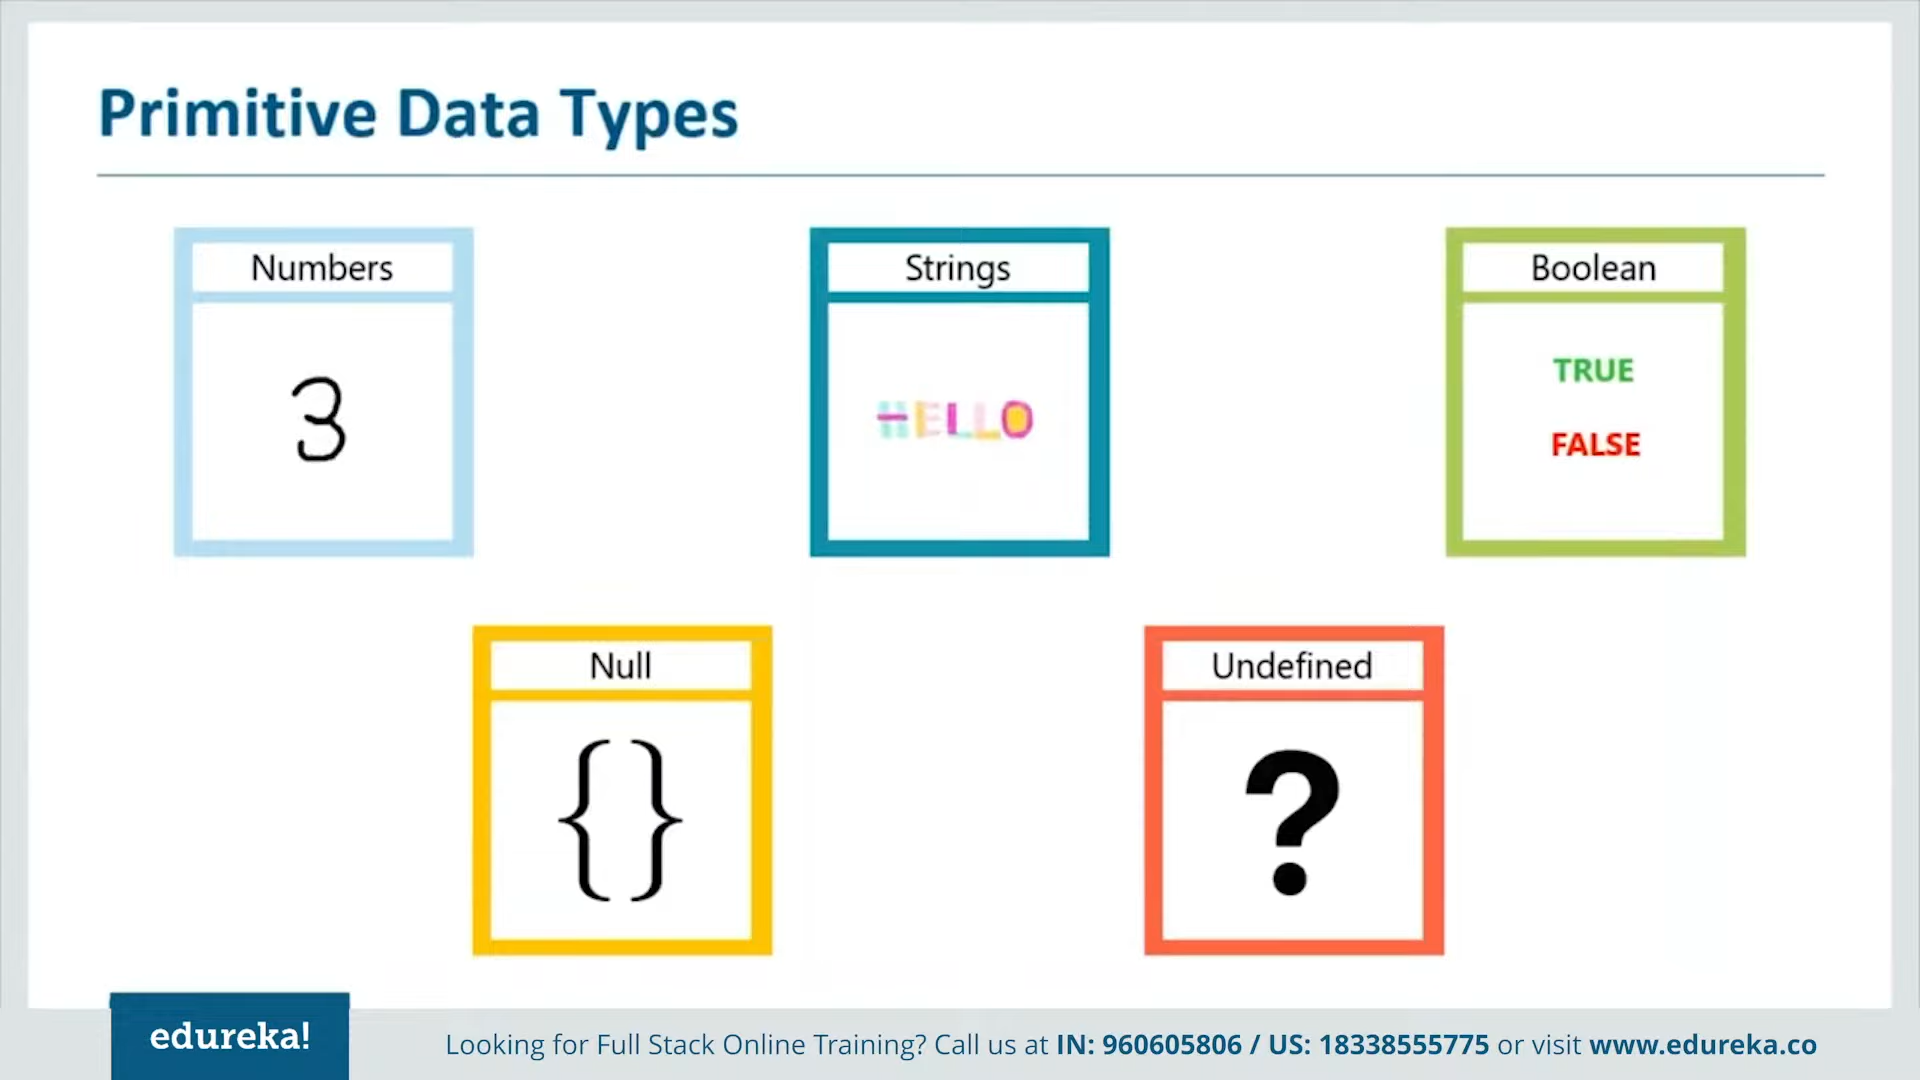 Primitive Data Types
Numbers
3
Strings
HELLO
Boolean
TRUE
FALSE
Null
{}
Undefined
?
edureka!
Looking for Full Stack Online Training? Call us at IN: 960605806 / US: 18338555775 or visit www.edureka.co